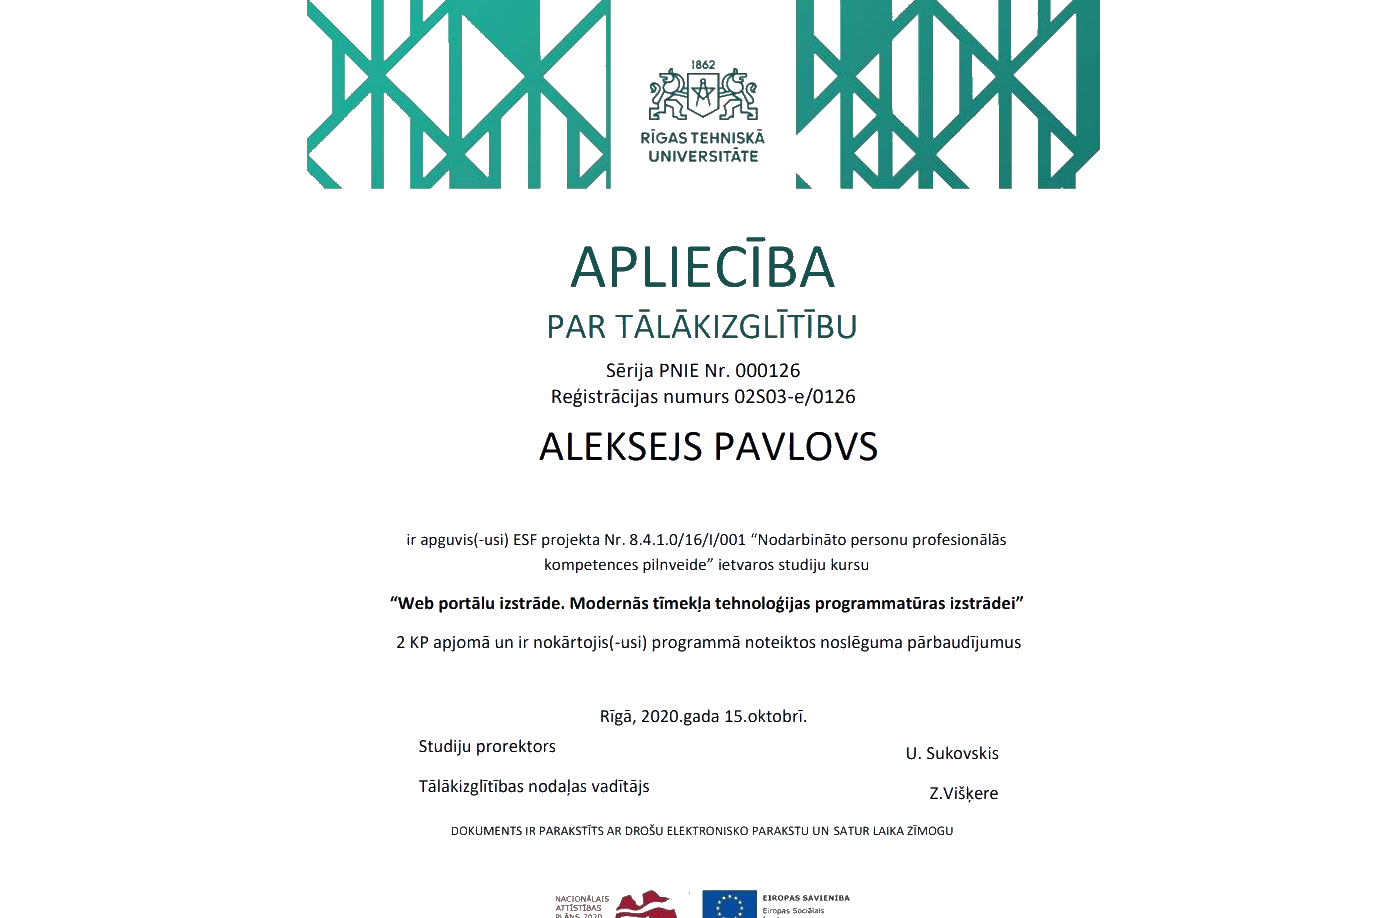 1862
RĪGAS TEHNISKĀ
UNIVERSITĀTE
APLIECĪBA
PAR TĀLĀKIZGLĪTĪBU
Sērija PNIE Nr. 000126
Reģistrācijas numurs 02S03-e/0126
ALEKSEJS PAVLOVS
ir apguvis(-usi) ESF projekta Nr. 8.4.1.0/16/I/001 “Nodarbināto personu profesionālās
kompetences pilnveide” ietvaros studiju kursu
“Web portālu izstrāde. Modernās tīmekļa tehnoloģijas programmatūras izstrādei”
2 KP apjomā un ir nokārtojis(-usi) programmā noteiktos noslēguma pārbaudījumus
Rīgā, 2020.gada 15.oktobrī.
Studiju prorektors U. Sukovskis
Tālākizglītības nodaļas vadītājs Z.Višķere
DOKUMENTS IR PARAKSTĪTS AR DROŠU ELEKTRONISKO PARAKSTU UN SATUR LAIKA ZĪMOGU
NACIONĀLAIS
ATTĪSTĪBAS
PLĀNS 2020
EIROPAS SAVIENĪBA
Eiropas Sociālais